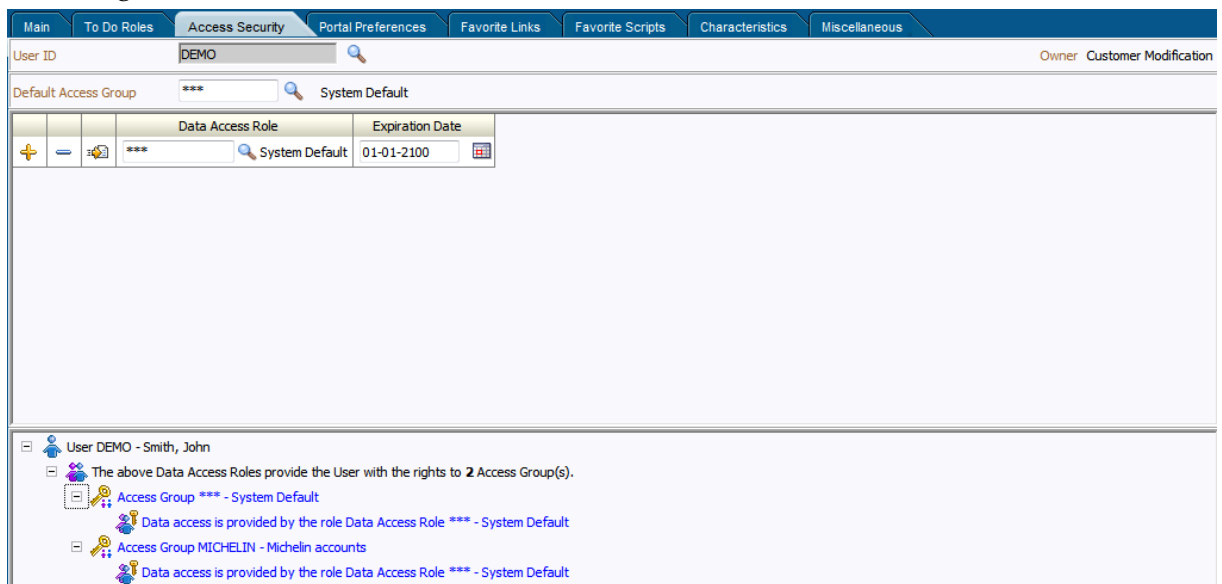 Main To Do Roles Access Security Portal Preferences Favorite Links Favorite Scripts Characteristics Miscellaneous
User ID DEMO Owner Customer Modification
Default Access Group *** System Default
Data Access Role Expiration Date
*** System Default 01-01-2100
User DEMO - Smith, John
The above Data Access Roles provide the User with the rights to 2 Access Group(s).
Access Group *** - System Default
Data access is provided by the role Data Access Role *** - System Default
Access Group MICHELIN - Michelin accounts
Data access is provided by the role Data Access Role *** - System Default